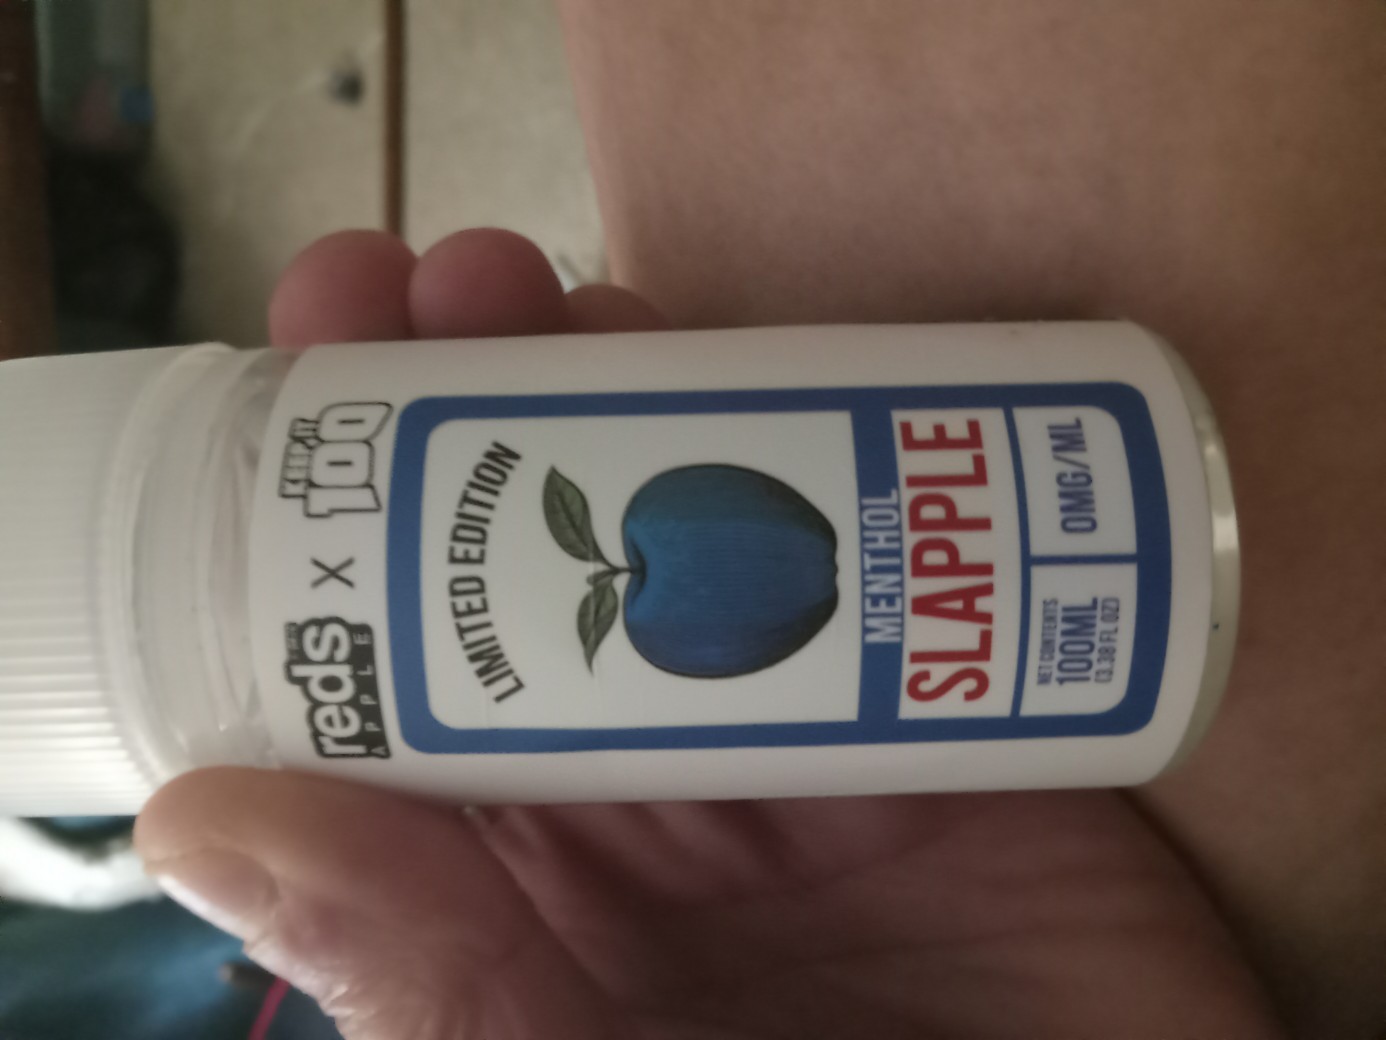 reds
APPLE
X
KEEP IT
100
LIMITED EDITION
MENTHOL
SLAPPLE
NET CONTENTS
100ML
(3.38 FL OZ)
0MG/ML